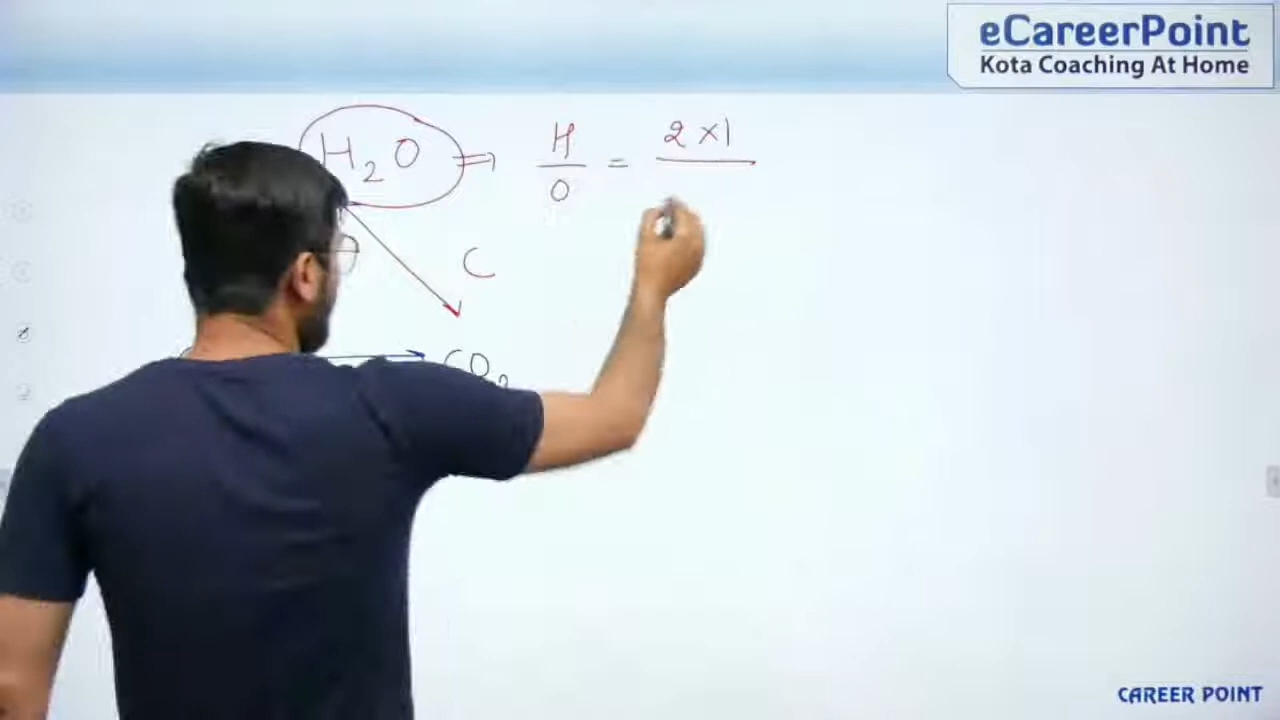 eCareerPoint
Kota Coaching At Home
H₂O ⇒ H/O = 2×1
C
CO₂
CAREER POINT